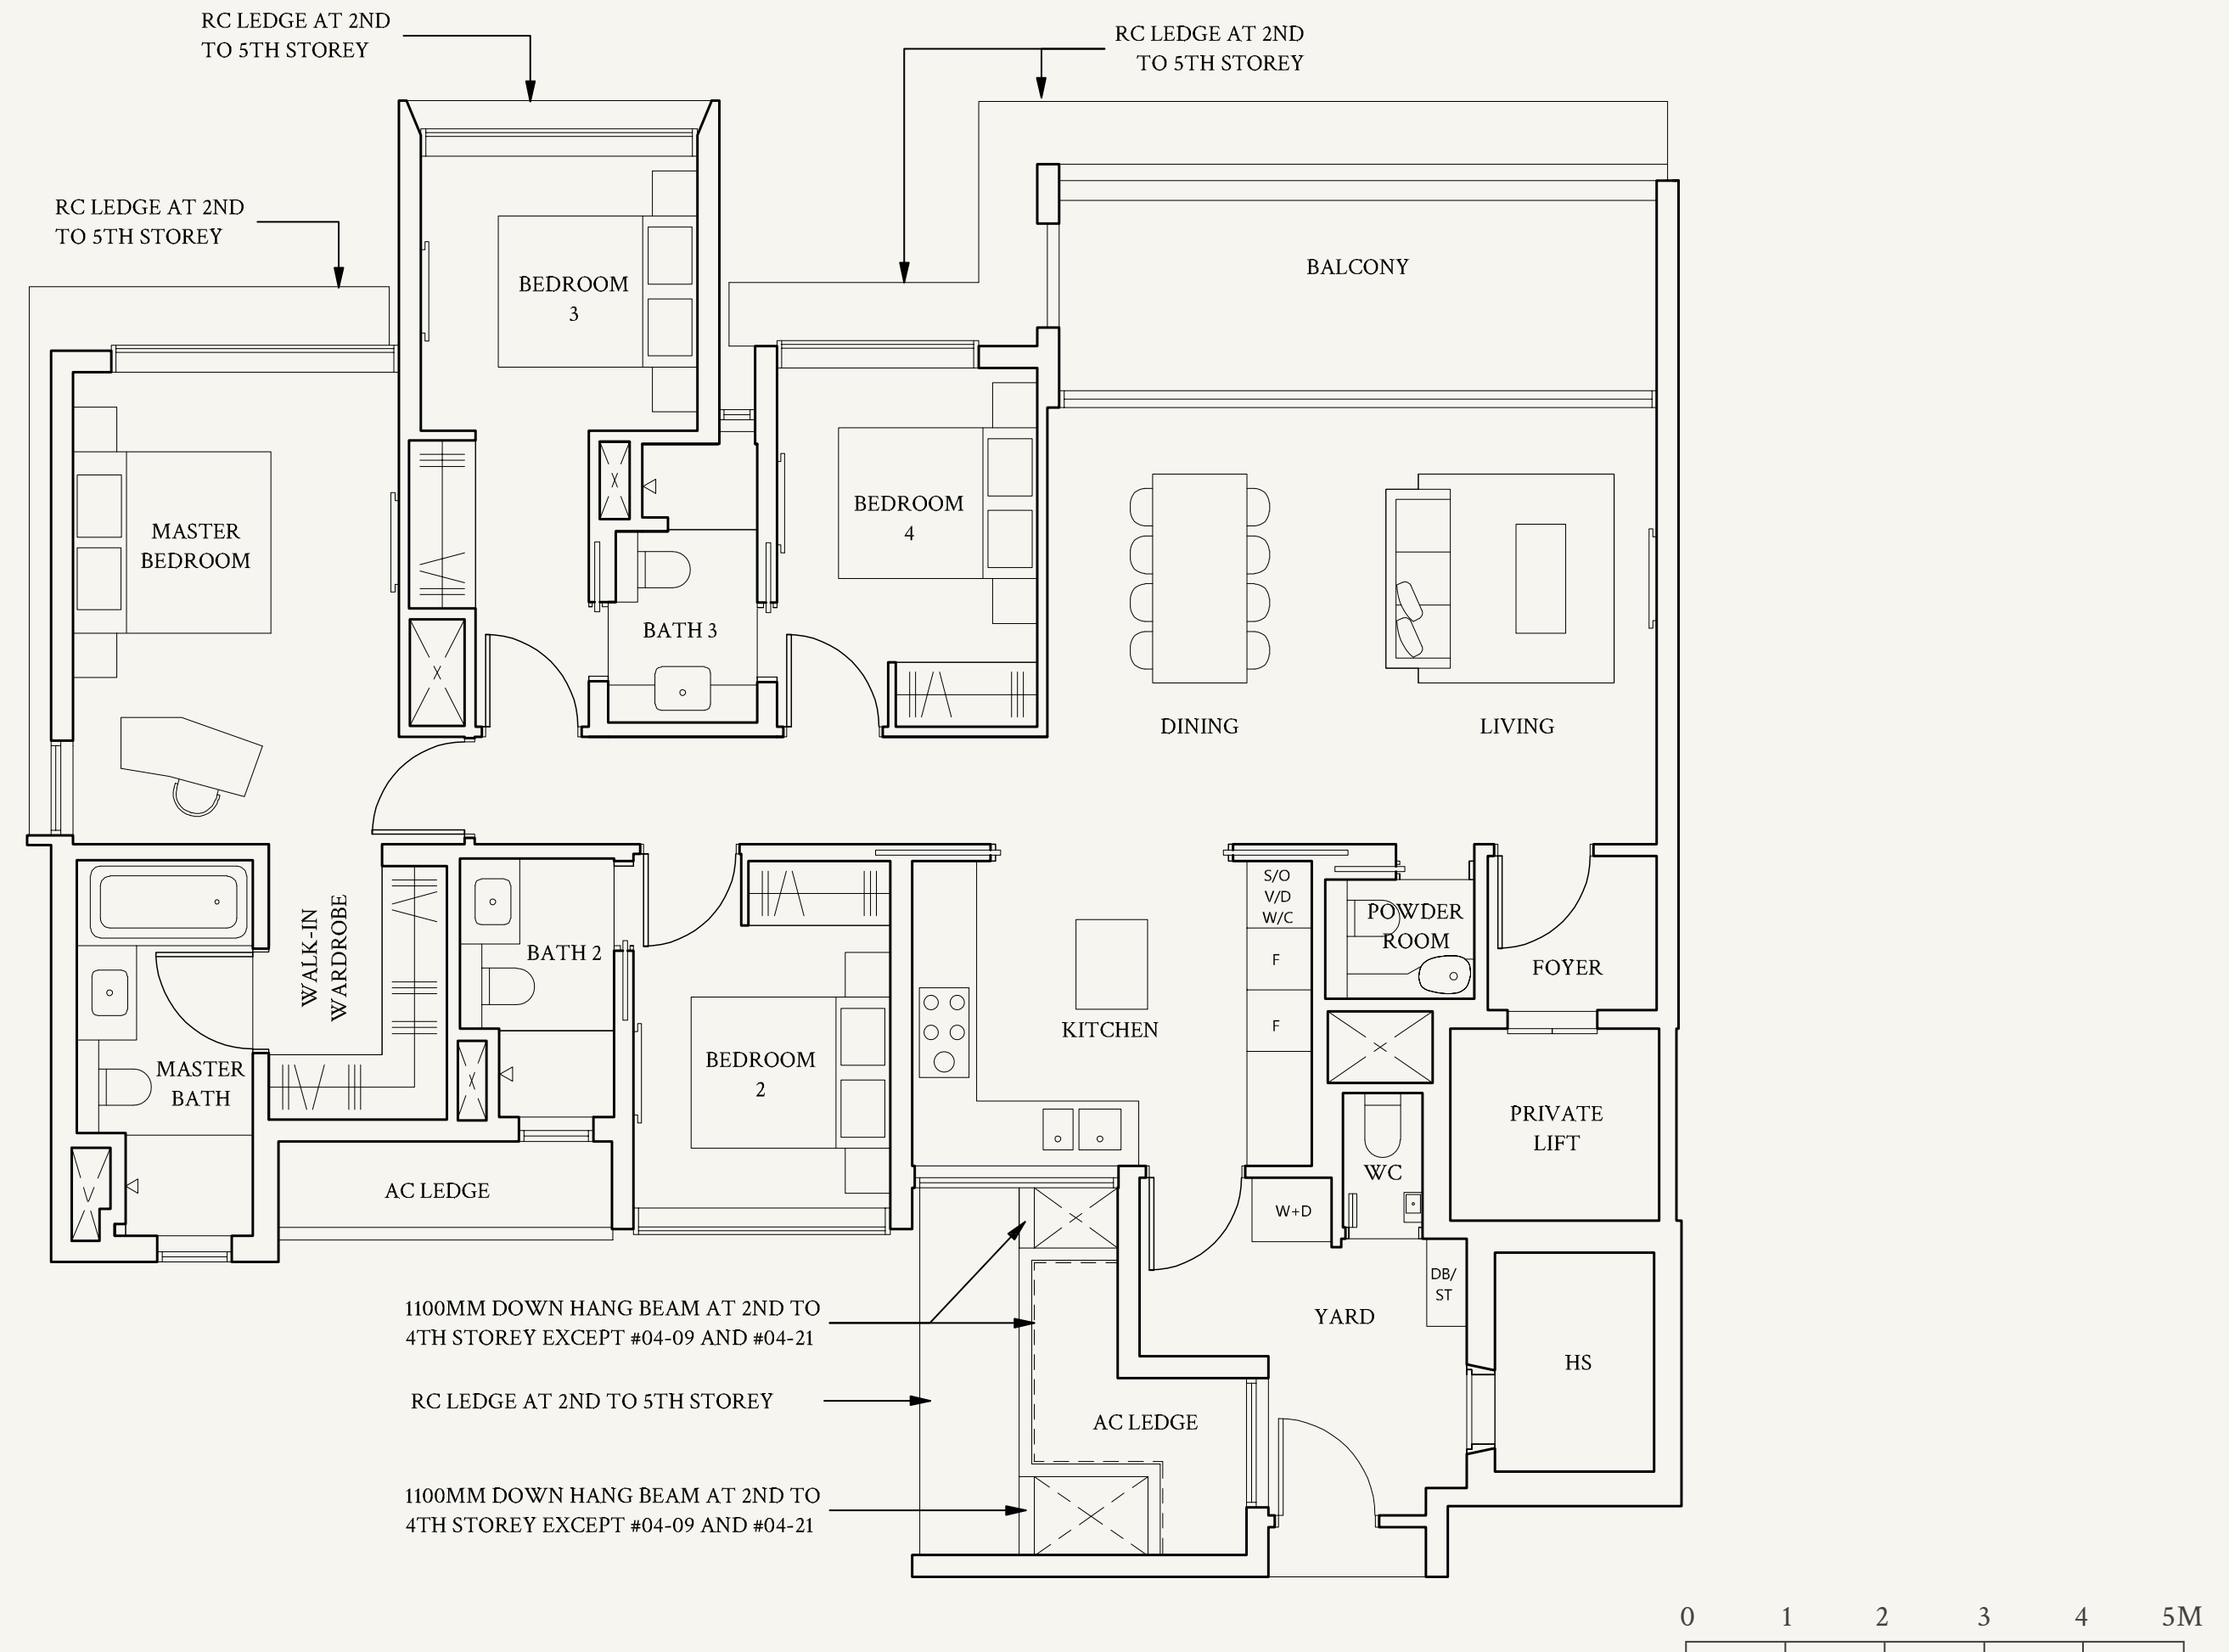 RC LEDGE AT 2ND
TO 5TH STOREY
RC LEDGE AT 2ND
TO 5TH STOREY
RC LEDGE AT 2ND
TO 5TH STOREY
BEDROOM
3
BALCONY
MASTER
BEDROOM
BEDROOM
4
BATH 3
DINING
LIVING
WALK-IN
WARDROBE
BATH 2
S/O
V/D
W/C
F
F
POWDER
ROOM
FOYER
KITCHEN
MASTER
BATH
BEDROOM
2
PRIVATE
LIFT
WC
AC LEDGE
W+D
DB/
ST
YARD
HS
1100MM DOWN HANG BEAM AT 2ND TO
4TH STOREY EXCEPT #04-09 AND #04-21
RC LEDGE AT 2ND TO 5TH STOREY
AC LEDGE
1100MM DOWN HANG BEAM AT 2ND TO
4TH STOREY EXCEPT #04-09 AND #04-21
0 1 2 3 4 5M